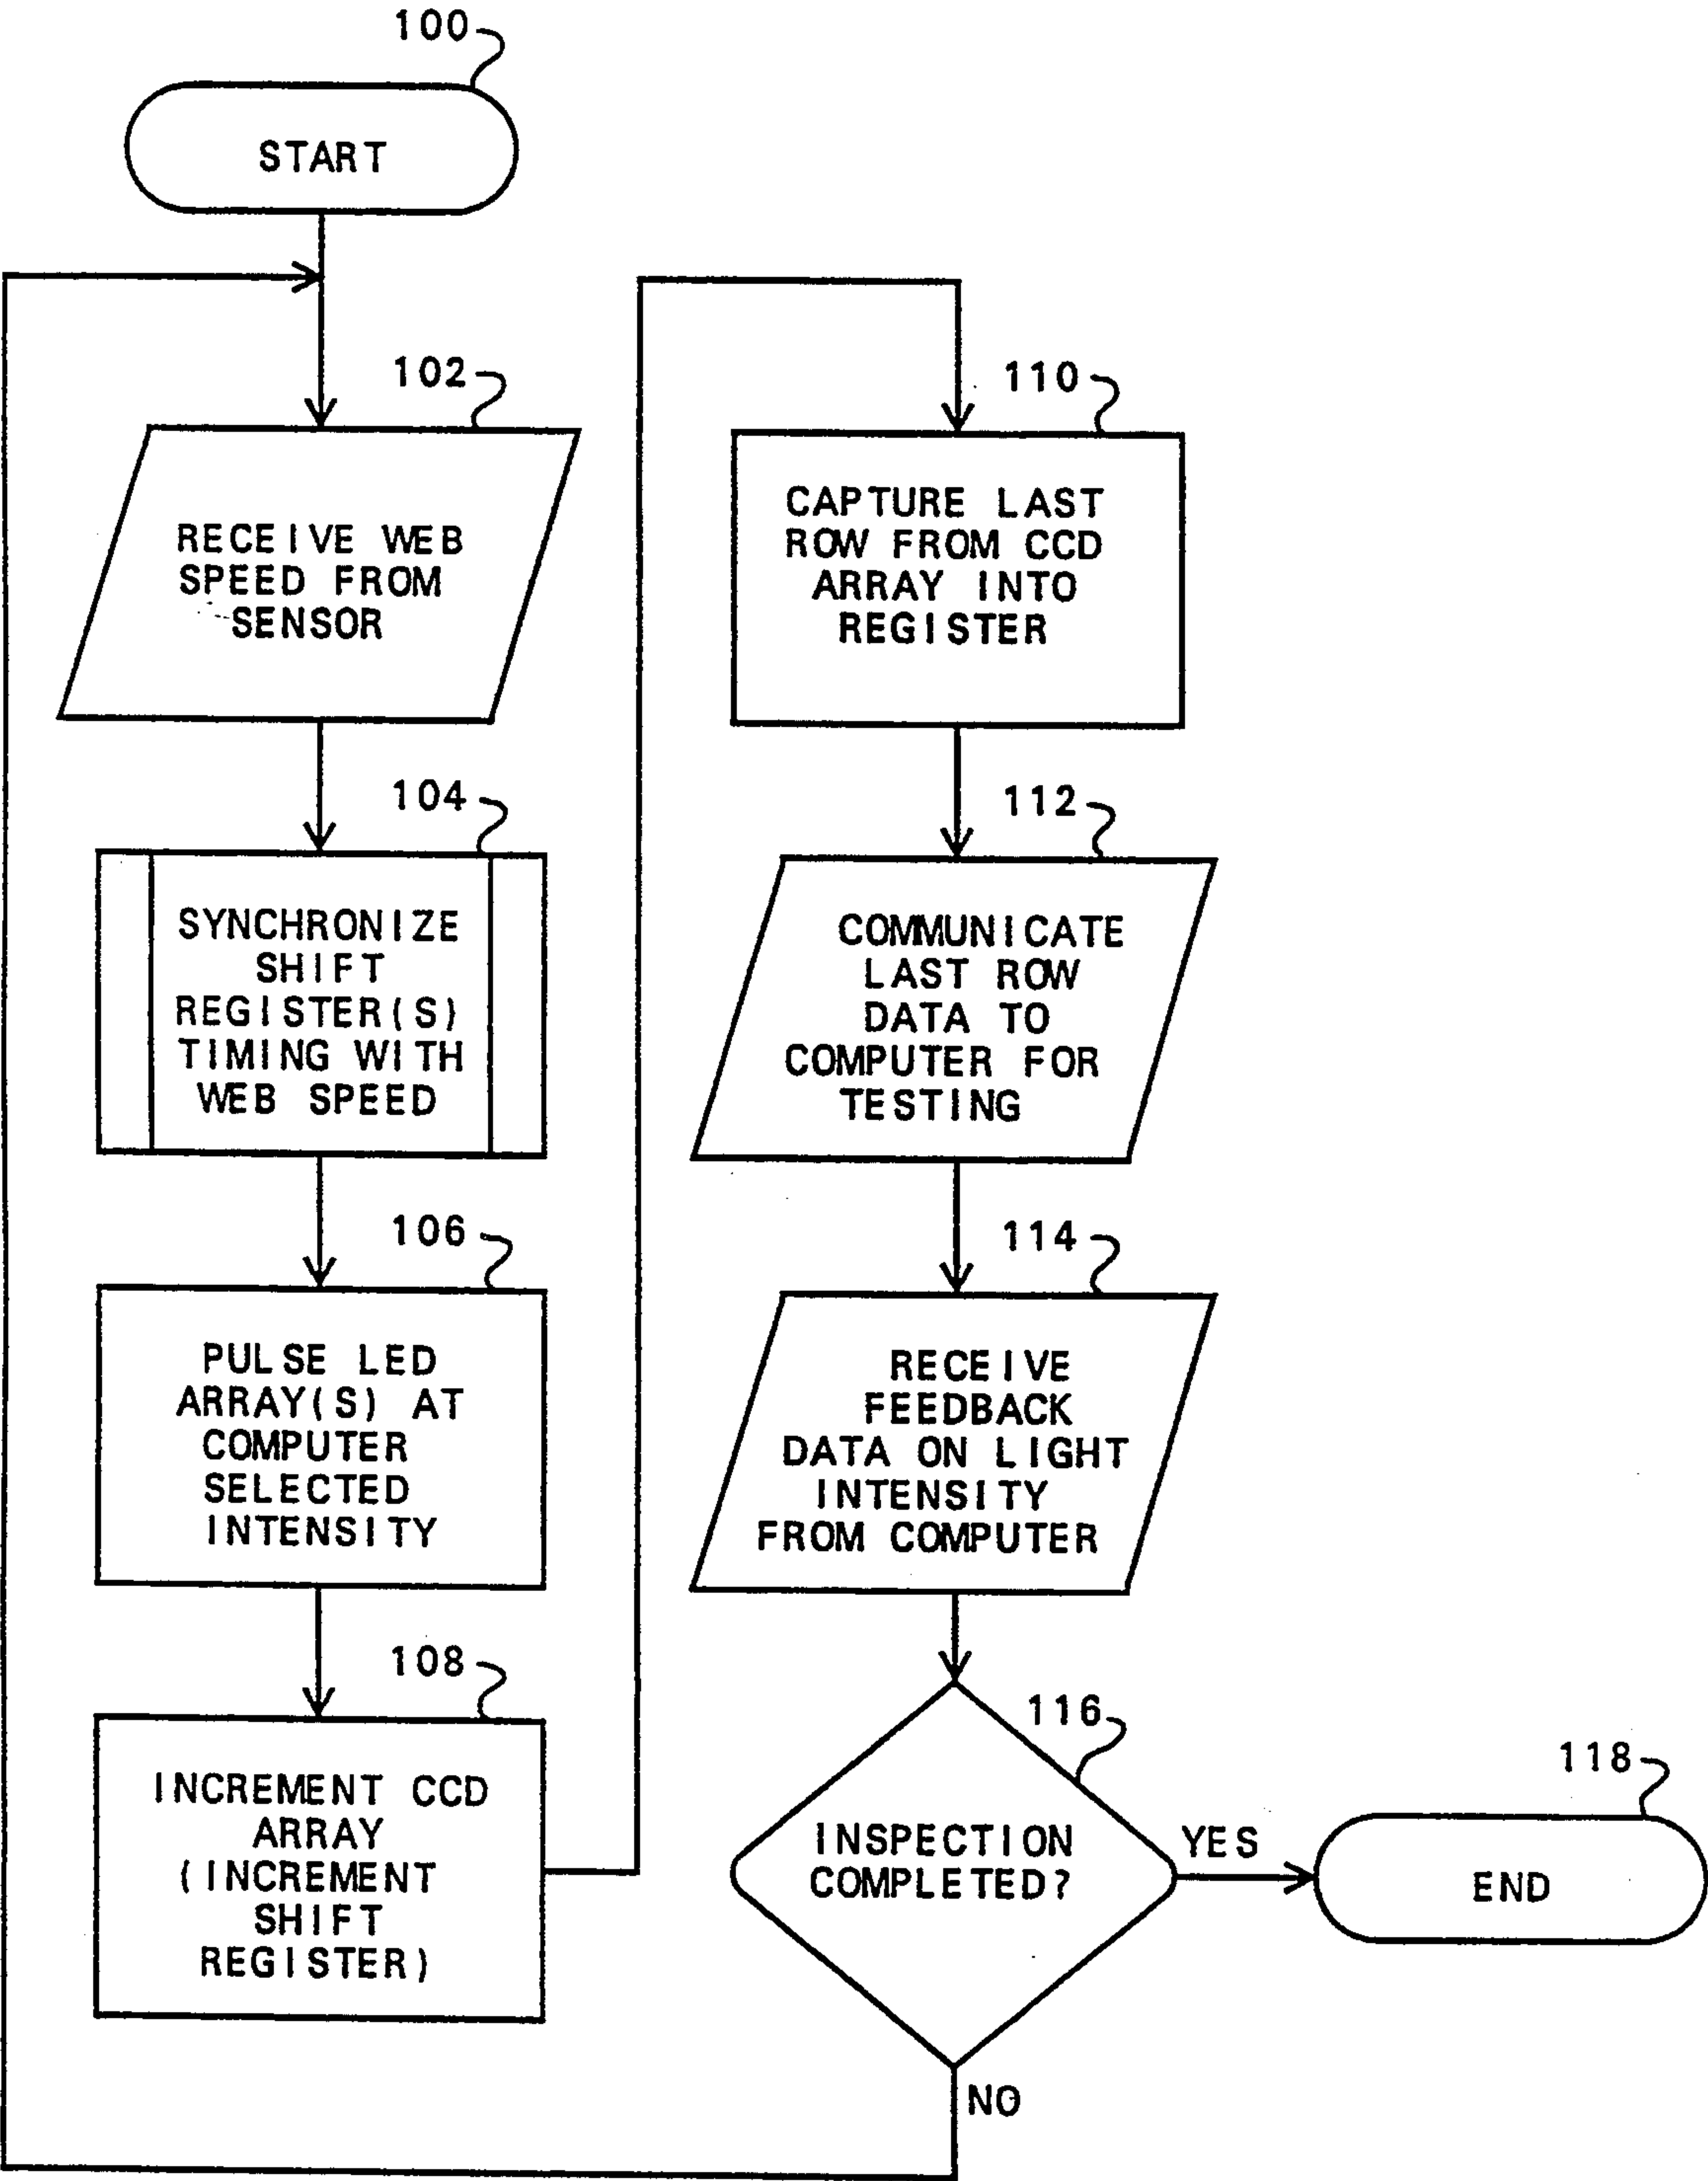 100
START
102
RECEIVE WEB
SPEED FROM
SENSOR
104
SYNCHRONIZE
SHIFT
REGISTER(S)
TIMING WITH
WEB SPEED
106
PULSE LED
ARRAY(S) AT
COMPUTER
SELECTED
INTENSITY
108
INCREMENT CCD
ARRAY
(INCREMENT
SHIFT
REGISTER)
110
CAPTURE LAST
ROW FROM CCD
ARRAY INTO
REGISTER
112
COMMUNICATE
LAST ROW
DATA TO
COMPUTER FOR
TESTING
114
RECEIVE
FEEDBACK
DATA ON LIGHT
INTENSITY
FROM COMPUTER
116
INSPECTION
COMPLETED?
YES
NO
118
END